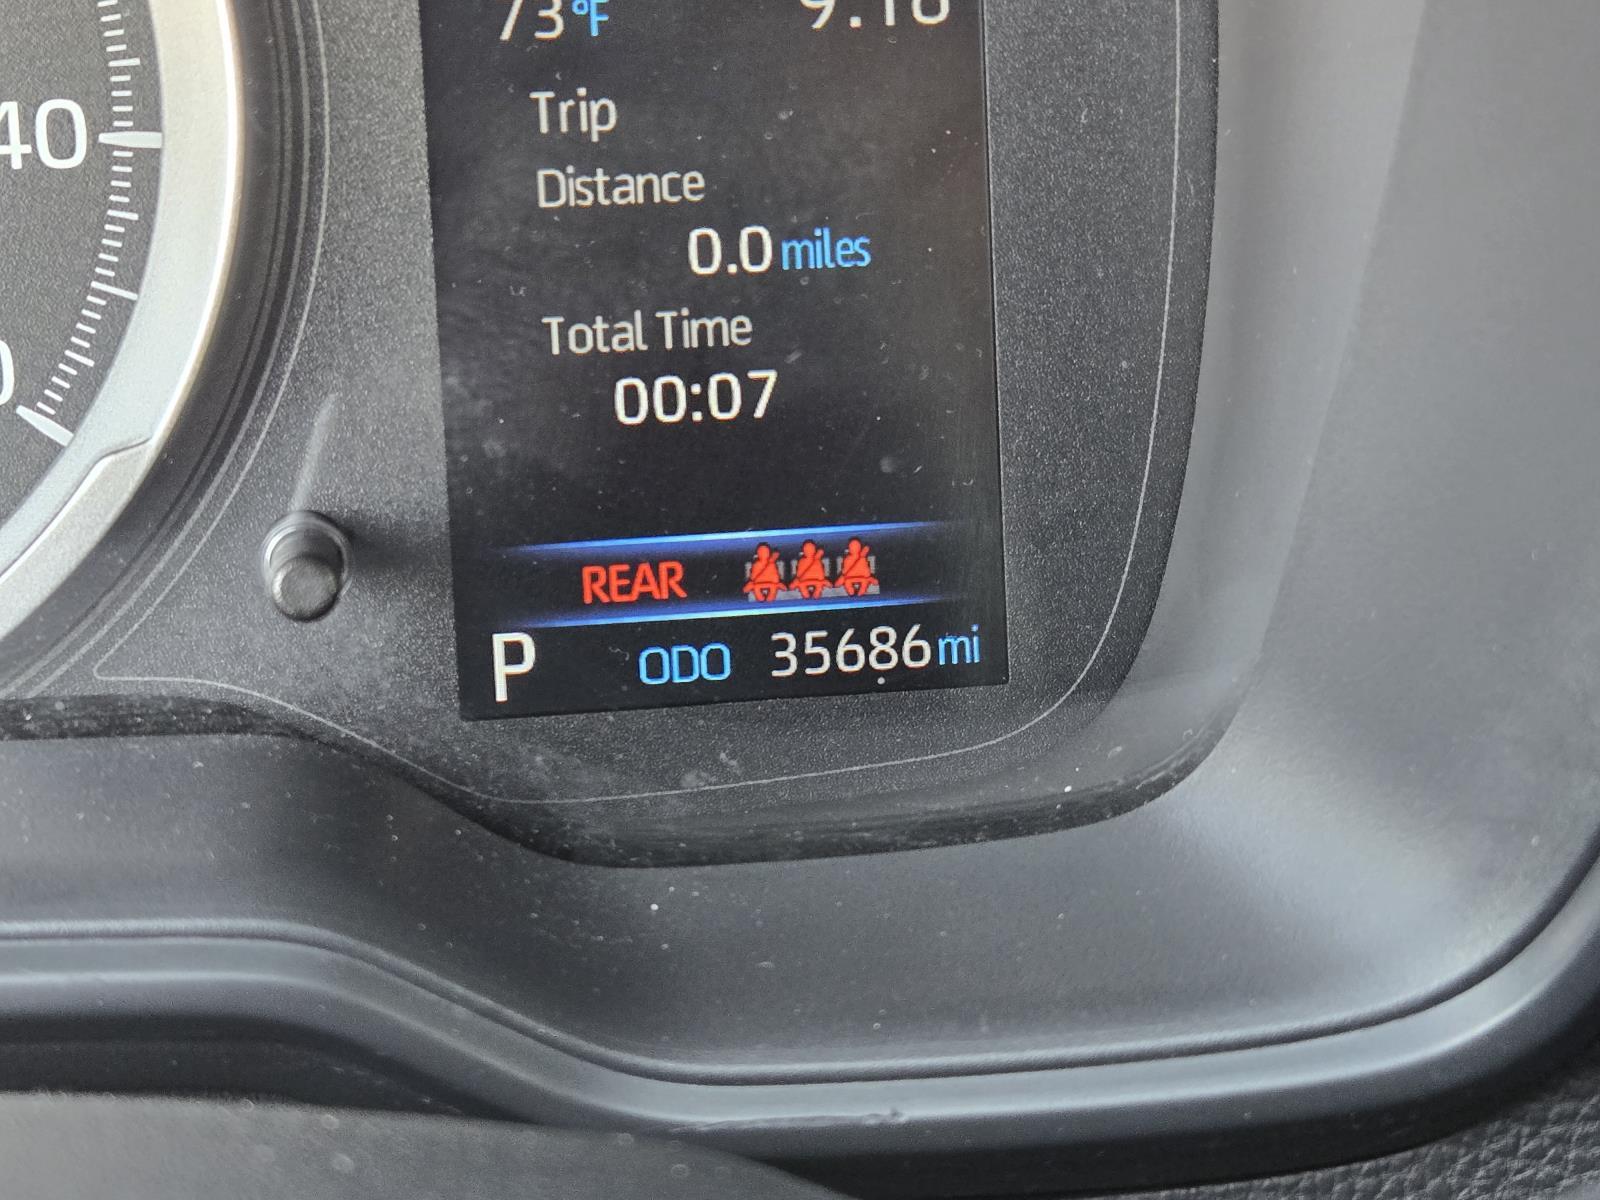 73°F
40
Trip
Distance
0.0 miles
Total Time
00:07
REAR
P ODO 35686 mi